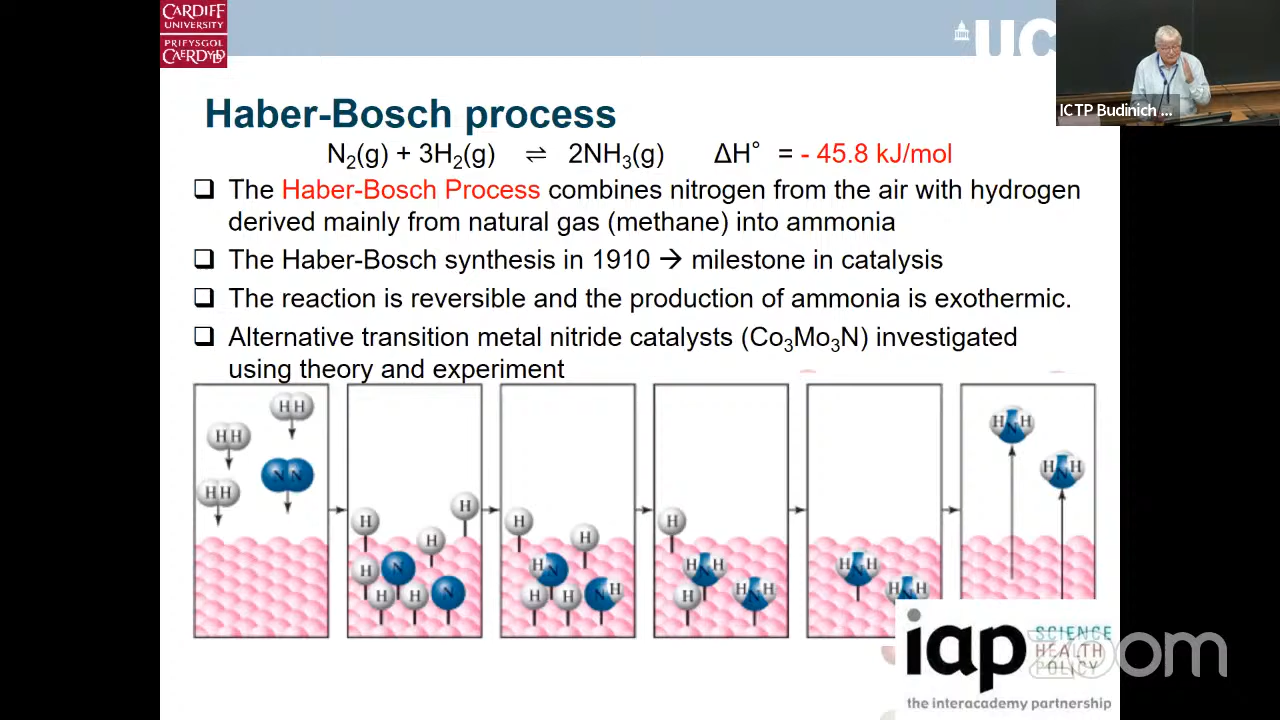 CARDIFF
UNIVERSITY
PRIFYSGOL
CAERDYD
UC
ICTP Budinich ...
Haber-Bosch process
N₂(g) + 3H₂(g) ⇌ 2NH₃(g) ΔH° = - 45.8 kJ/mol
❑ The Haber-Bosch Process combines nitrogen from the air with hydrogen
derived mainly from natural gas (methane) into ammonia
❑ The Haber-Bosch synthesis in 1910 → milestone in catalysis
❑ The reaction is reversible and the production of ammonia is exothermic.
❑ Alternative transition metal nitride catalysts (Co₃Mo₃N) investigated
using theory and experiment
H H
H H
N N
H H
H
H
H
H
N
H
H
N
H
H
H N
H
H
N H
H
H N H
H
H N H
H N H
H N H
H N H
H N H
iap SCIENCE
HEALTH
POLICY
zoom
the interacademy partnership